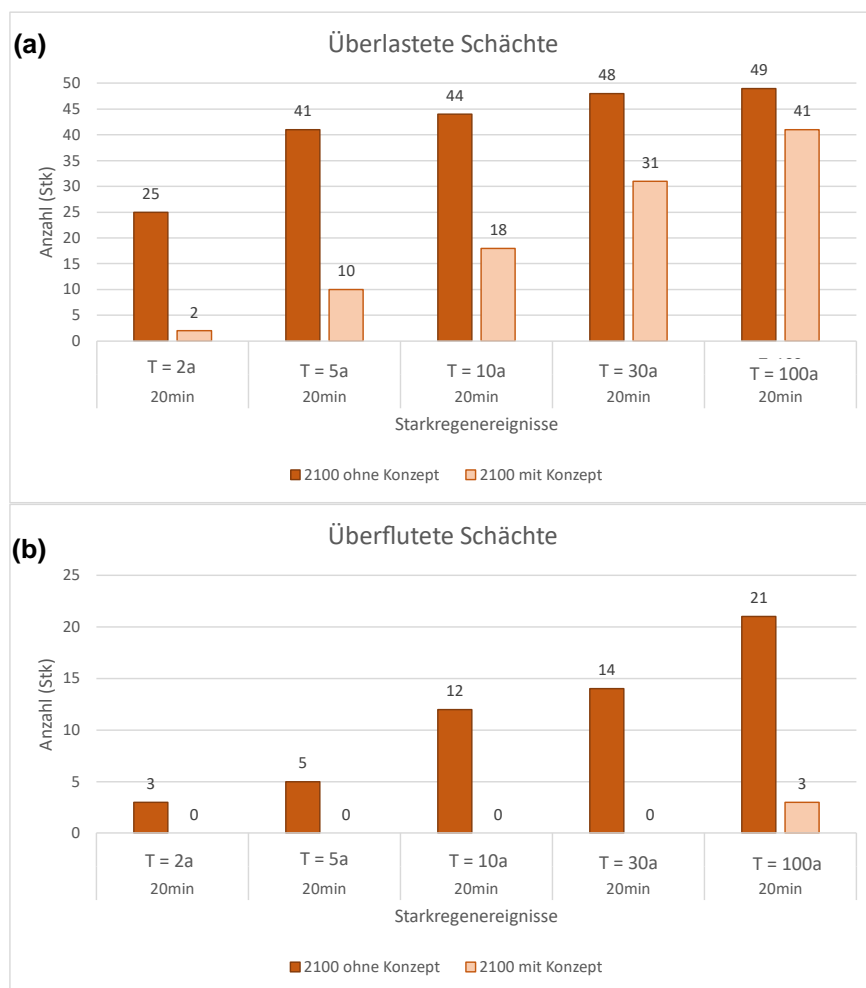 (a)
Überlastete Schächte
50
45
40
35
30
25
20
15
10
5
0
Anzahl (Stk)
25 2 41 10 44 18 48 31 49 41
T = 2a T = 5a T = 10a T = 30a T = 100a
20min 20min 20min 20min 20min
Starkregenereignisse
2100 ohne Konzept 2100 mit Konzept
(b)
Überflutete Schächte
25
20
15
10
5
0
Anzahl (Stk)
3 0 5 0 12 0 14 0 21 3
T = 2a T = 5a T = 10a T = 30a T = 100a
20min 20min 20min 20min 20min
Starkregenereignisse
2100 ohne Konzept 2100 mit Konzept